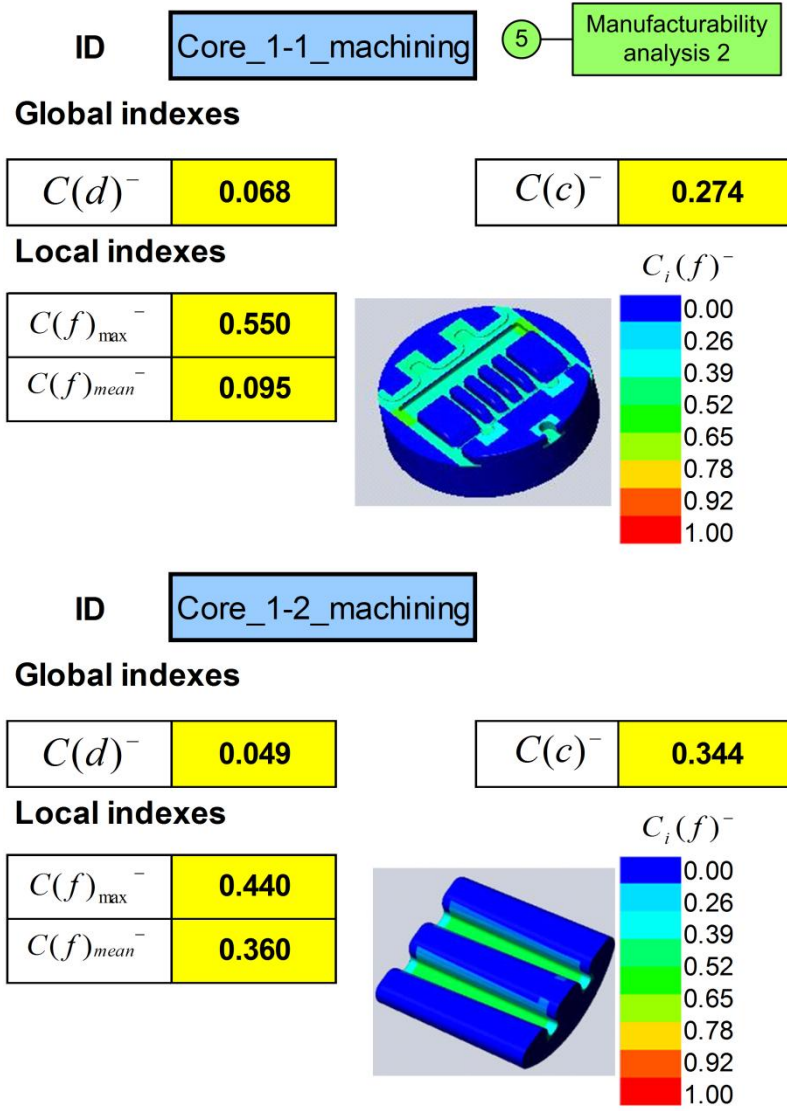 ID Core_1-1_machining 5 Manufacturability
analysis 2
Global indexes
C(d)⁻ 0.068 C(c)⁻ 0.274
Local indexes
Cᵢ(f)⁻
C(f)max⁻ 0.550
C(f)mean⁻ 0.095
0.00
0.26
0.39
0.52
0.65
0.78
0.92
1.00
ID Core_1-2_machining
Global indexes
C(d)⁻ 0.049 C(c)⁻ 0.344
Local indexes
Cᵢ(f)⁻
C(f)max⁻ 0.440
C(f)mean⁻ 0.360
0.00
0.26
0.39
0.52
0.65
0.78
0.92
1.00